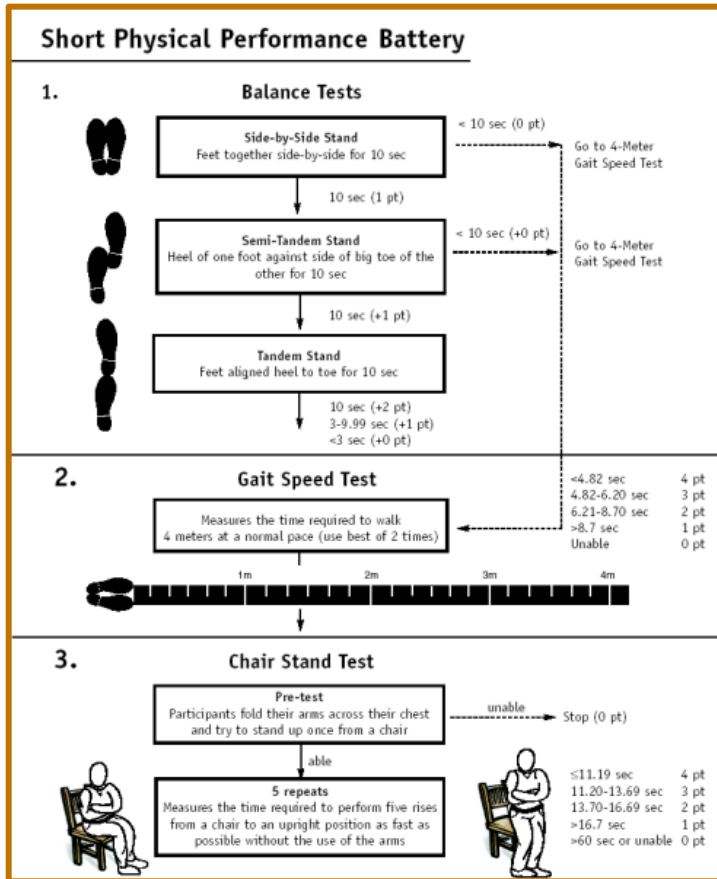 Short Physical Performance Battery
1.
Balance Tests
Side-by-Side Stand
Feet together side-by-side for 10 sec
< 10 sec (0 pt)
Go to 4-Meter
Gait Speed Test
10 sec (1 pt)
Semi-Tandem Stand
Heel of one foot against side of big toe of the
other for 10 sec
< 10 sec (+0 pt)
Go to 4-Meter
Gait Speed Test
10 sec (+1 pt)
Tandem Stand
Feet aligned heel to toe for 10 sec
10 sec (+2 pt)
3-9.99 sec (+1 pt)
<3 sec (+0 pt)
2.
Gait Speed Test
Measures the time required to walk
4 meters at a normal pace (use best of 2 times)
<4.82 sec 4 pt
4.82-6.20 sec 3 pt
6.21-8.70 sec 2 pt
>8.7 sec 1 pt
Unable 0 pt
1m 2m 3m 4m
3.
Chair Stand Test
Pre-test
Participants fold their arms across their chest
and try to stand up once from a chair
unable
Stop (0 pt)
able
5 repeats
Measures the time required to perform five rises
from a chair to an upright position as fast as
possible without the use of the arms
≤11.19 sec 4 pt
11.20-13.69 sec 3 pt
13.70-16.69 sec 2 pt
>16.7 sec 1 pt
>60 sec or unable 0 pt